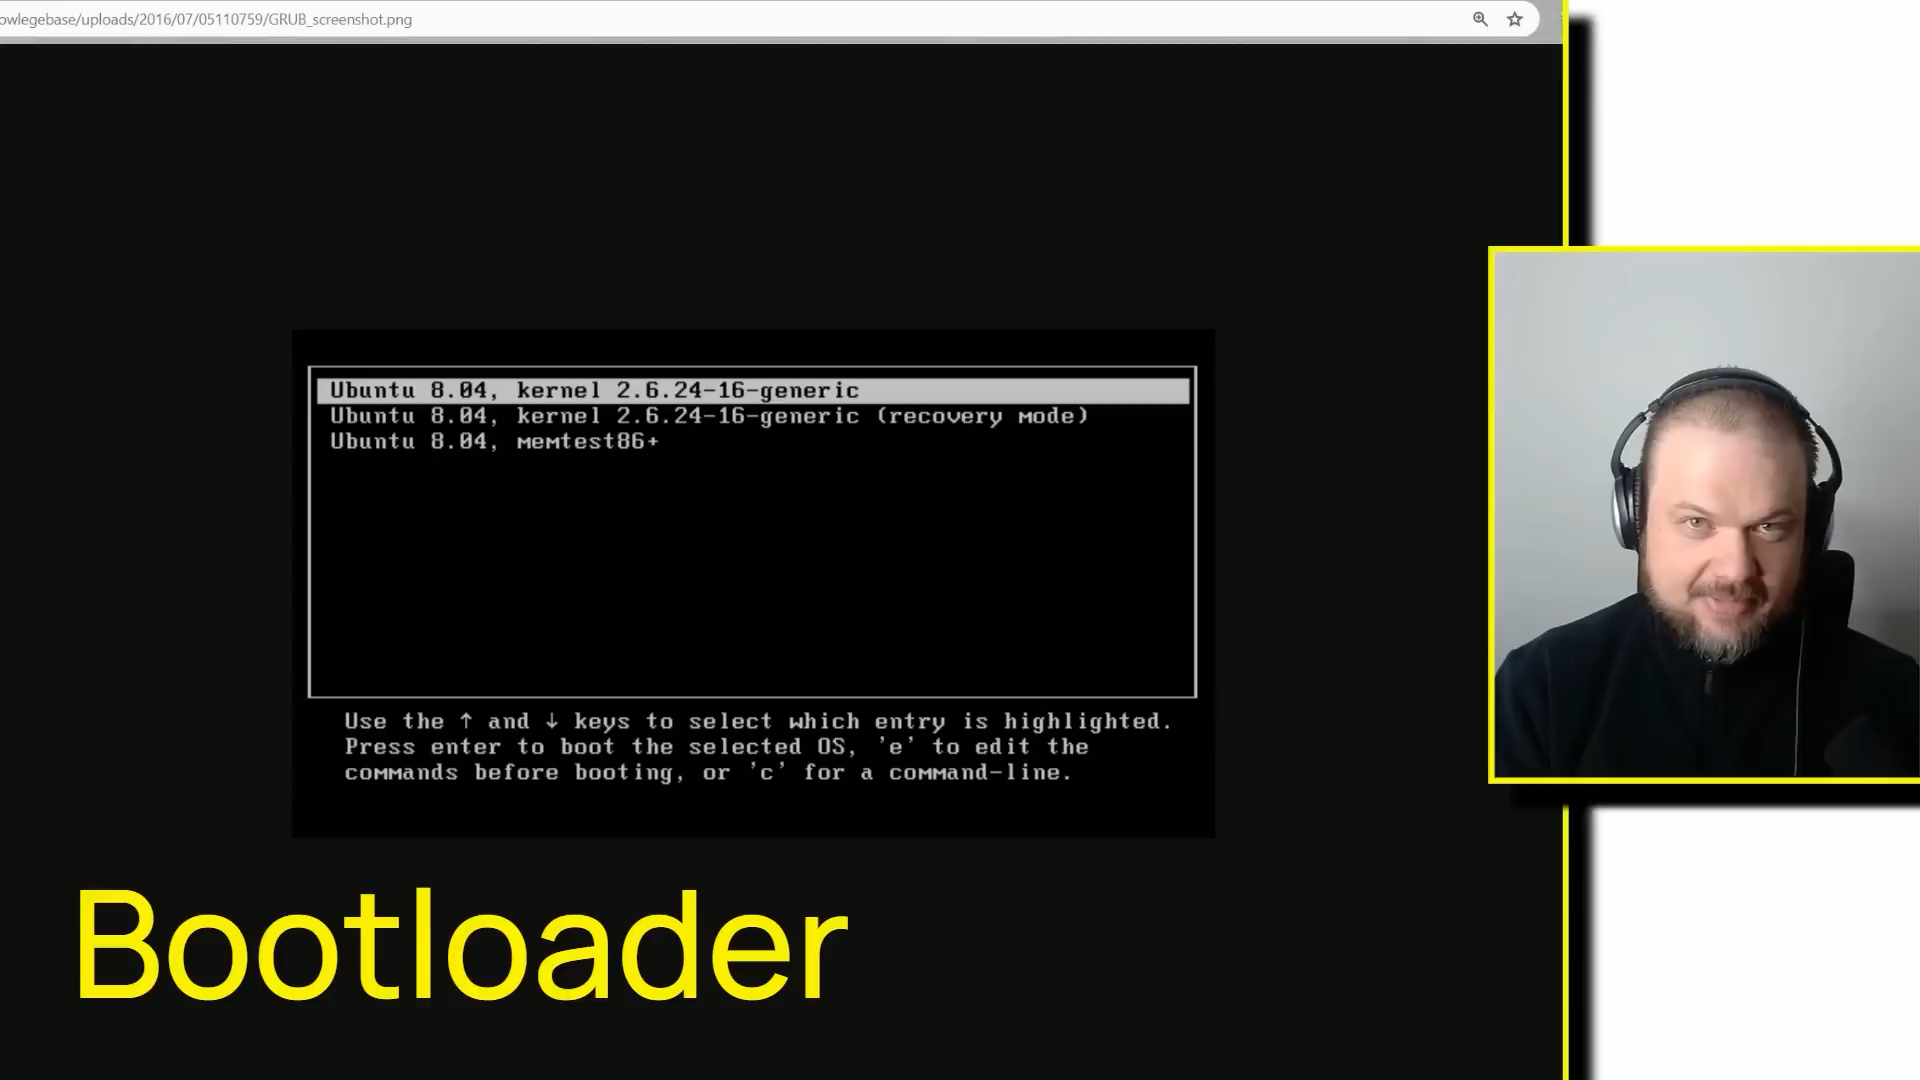 owlegebase/uploads/2016/07/05110759/GRUB_screenshot.png
Ubuntu 8.04, kernel 2.6.24-16-generic
Ubuntu 8.04, kernel 2.6.24-16-generic (recovery mode)
Ubuntu 8.04, memtest86+
Use the ↑ and ↓ keys to select which entry is highlighted.
Press enter to boot the selected OS, 'e' to edit the
commands before booting, or 'c' for a command-line.
Bootloader